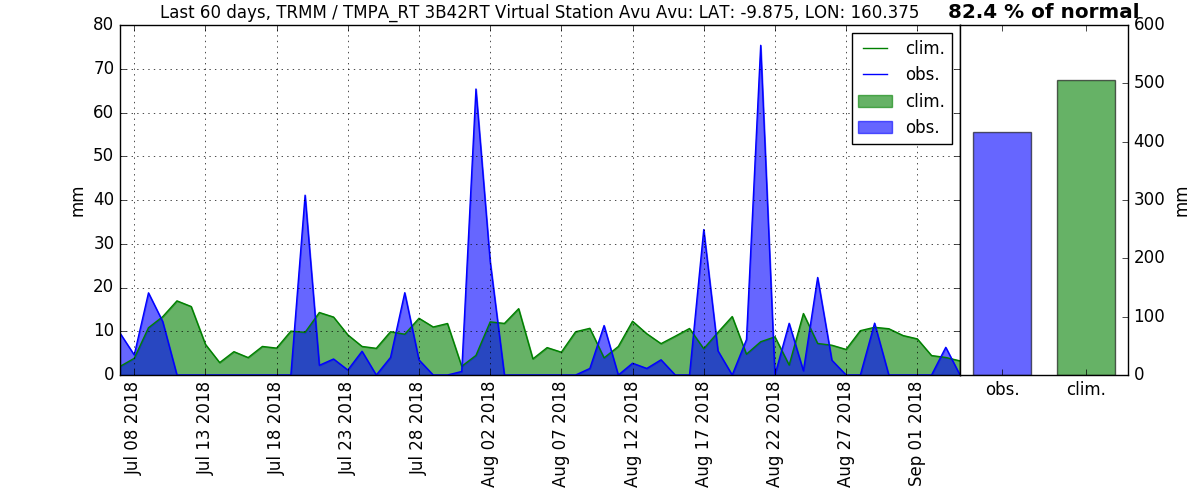 Last 60 days, TRMM / TMPA_RT 3B42RT Virtual Station Avu Avu: LAT: -9.875, LON: 160.375
82.4 % of normal
80
70
60
50
40
30
20
10
0
mm
clim.
obs.
clim.
obs.
Jul 08 2018
Jul 13 2018
Jul 18 2018
Jul 23 2018
Jul 28 2018
Aug 02 2018
Aug 07 2018
Aug 12 2018
Aug 17 2018
Aug 22 2018
Aug 27 2018
Sep 01 2018
600
500
400
300
200
100
0
mm
obs.
clim.